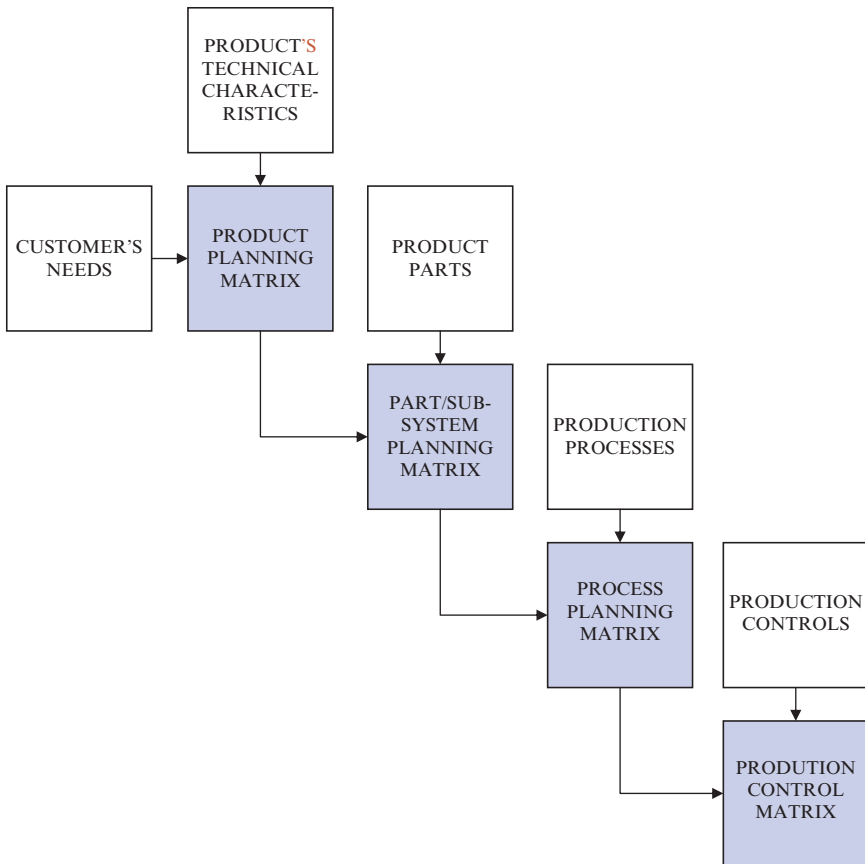 PRODUCT'S
TECHNICAL
CHARACTE-
RISTICS
CUSTOMER'S
NEEDS
PRODUCT
PLANNING
MATRIX
PRODUCT
PARTS
PART/SUB-
SYSTEM
PLANNING
MATRIX
PRODUCTION
PROCESSES
PROCESS
PLANNING
MATRIX
PRODUCTION
CONTROLS
PRODUTION
CONTROL
MATRIX